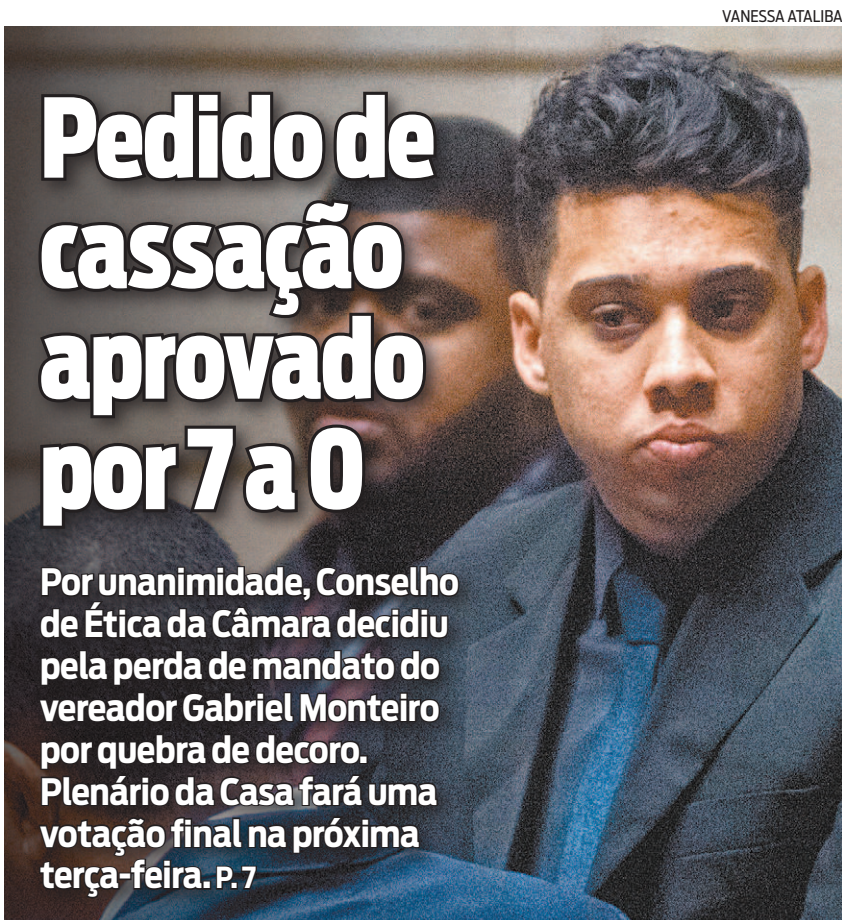 VANESSA ATALIBA
Pedido de
cassação
aprovado
por 7 a 0
Por unanimidade, Conselho
de Ética da Câmara decidiu
pela perda de mandato do
vereador Gabriel Monteiro
por quebra de decoro.
Plenário da Casa fará uma
votação final na próxima
terça-feira. P. 7